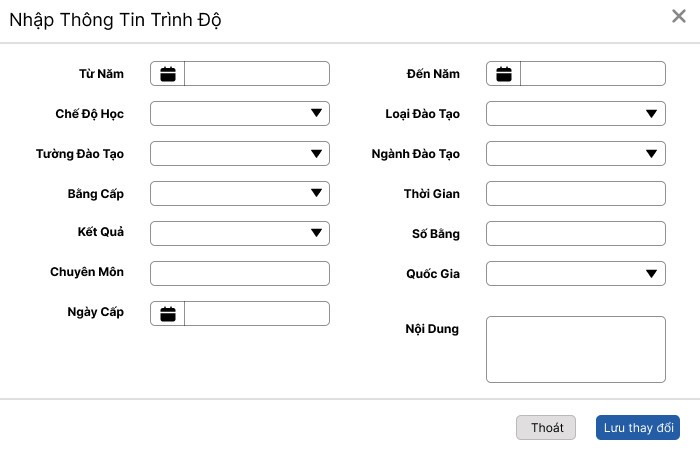 Nhập Thông Tin Trình Độ
Từ Năm
Đến Năm
Chế Độ Học
Loại Đào Tạo
Tường Đào Tạo
Ngành Đào Tạo
Bằng Cấp
Thời Gian
Kết Quả
Số Bằng
Chuyên Môn
Quốc Gia
Ngày Cấp
Nội Dung
Thoát
Lưu thay đổi